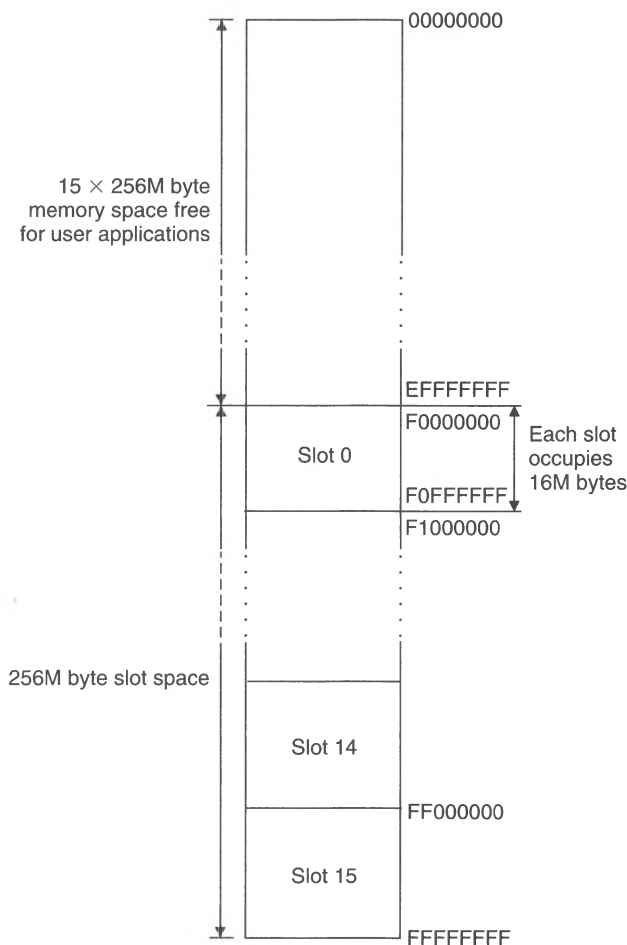 00000000
15 × 256M byte
memory space free
for user applications
EFFFFFFF
F0000000
Slot 0
Each slot
occupies
16M bytes
F0FFFFFF
F1000000
256M byte slot space
Slot 14
FF000000
Slot 15
FFFFFFFF